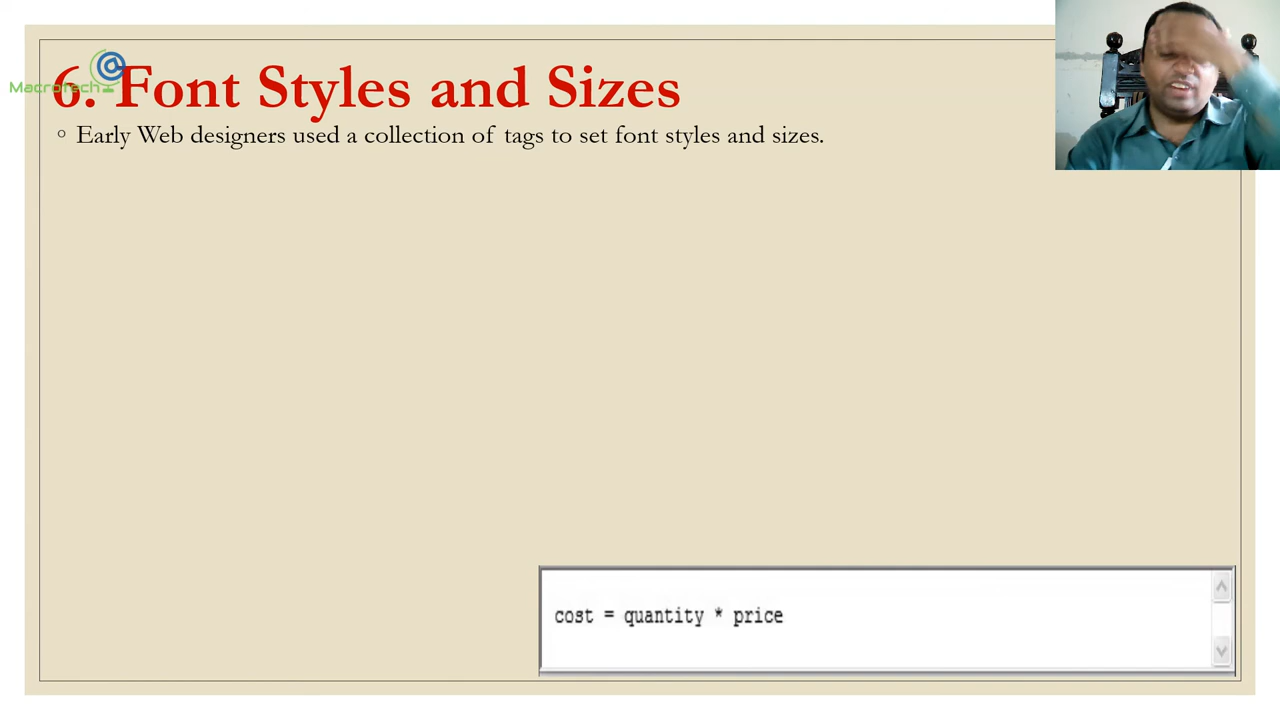 6. Font Styles and Sizes
Macrotech
◦ Early Web designers used a collection of tags to set font styles and sizes.
cost = quantity * price